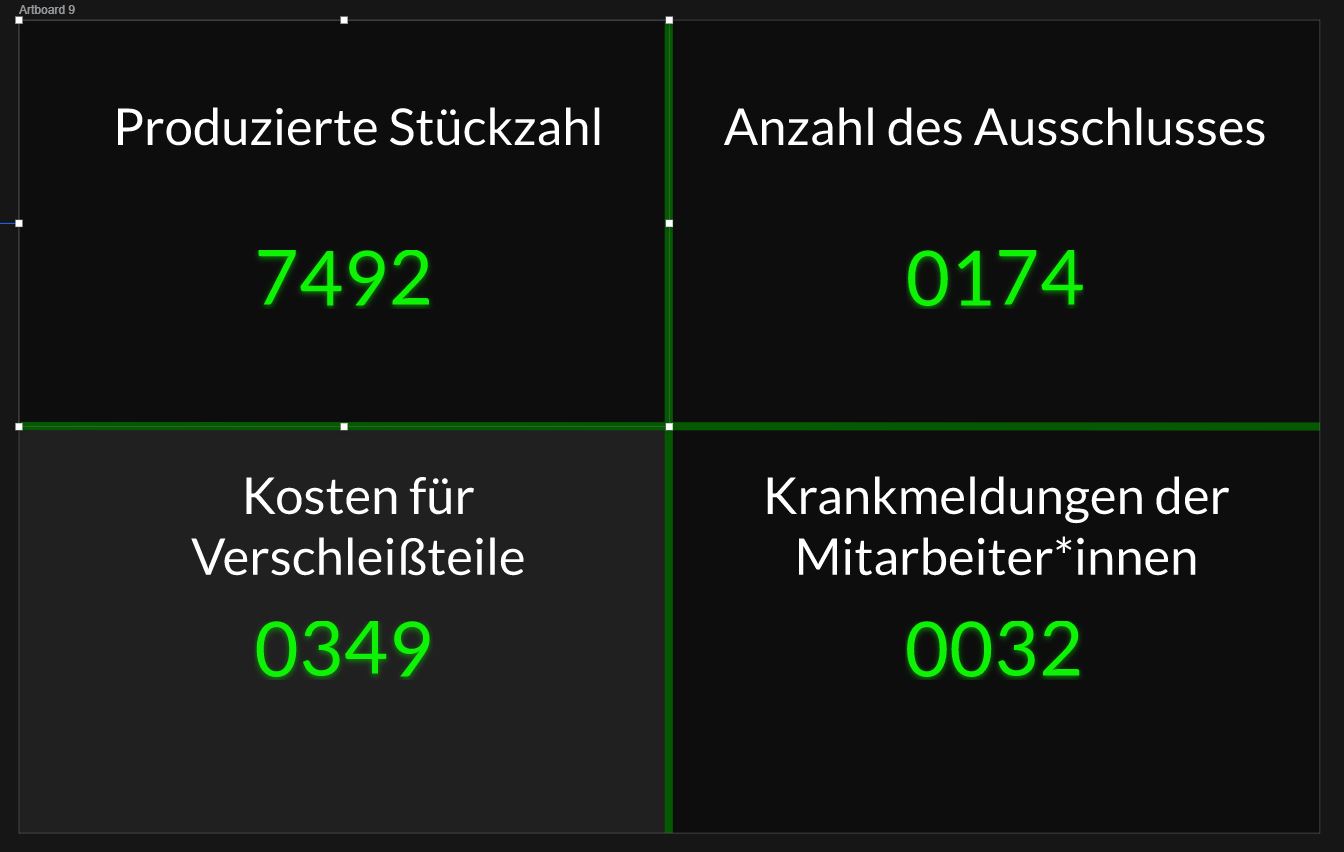 Artboard 9
Produzierte Stückzahl
Anzahl des Ausschlusses
7492
0174
Kosten für
Verschleißteile
0349
Krankmeldungen der
Mitarbeiter*innen
0032